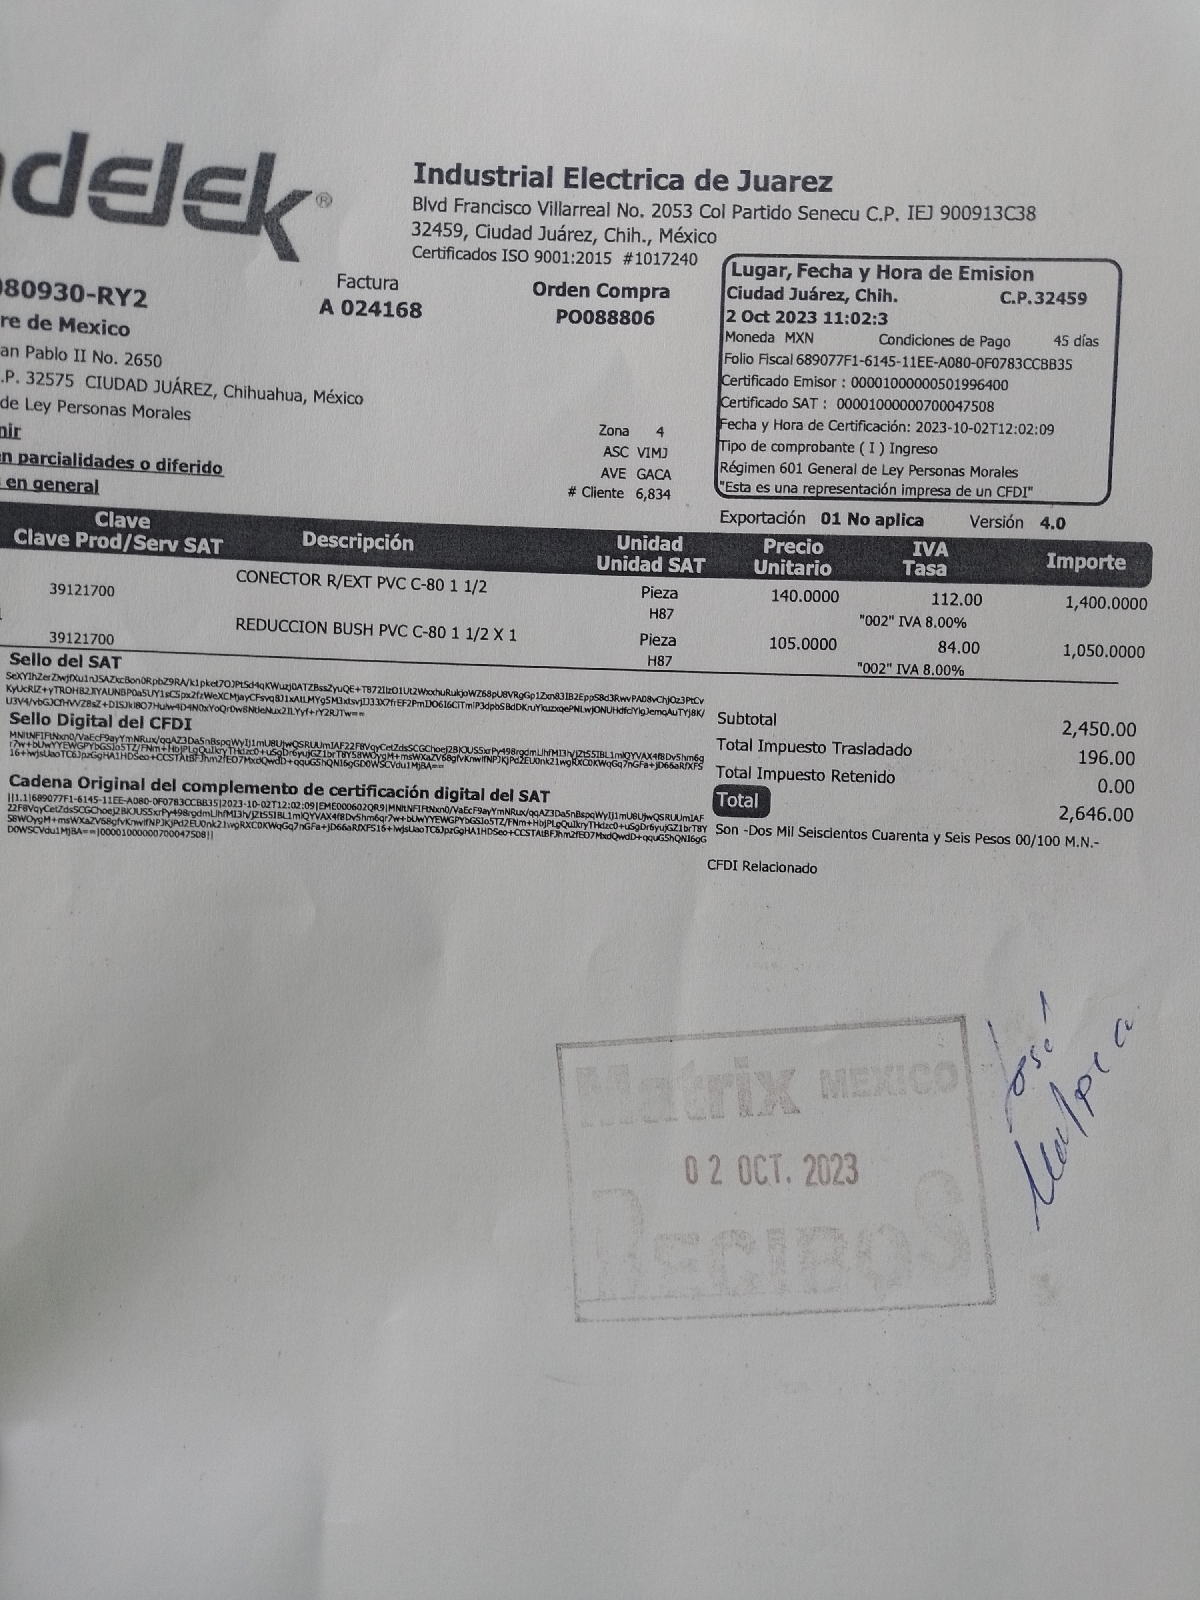 ndelek®
Industrial Electrica de Juarez
Blvd Francisco Villarreal No. 2053 Col Partido Senecu C.P. IEJ 900913C38
32459, Ciudad Juárez, Chih., México
Certificados ISO 9001:2015 #1017240
080930-RY2
re de Mexico
an Pablo II No. 2650
.P. 32575 CIUDAD JUÁREZ, Chihuahua, México
de Ley Personas Morales
nir
n parcialidades o diferido
en general
Factura
A 024168
Orden Compra
PO088806
Zona 4
ASC VIMJ
AVE GACA
# Cliente 6,834
Lugar, Fecha y Hora de Emision
Ciudad Juárez, Chih. C.P.32459
2 Oct 2023 11:02:3
Moneda MXN Condiciones de Pago 45 días
Folio Fiscal 689077F1-6145-11EE-A080-0F0783CCBB35
Certificado Emisor : 00001000000501996400
Certificado SAT : 00001000000700047508
Fecha y Hora de Certificación: 2023-10-02T12:02:09
Tipo de comprobante ( I ) Ingreso
Régimen 601 General de Ley Personas Morales
"Esta es una representación impresa de un CFDI"
Exportación 01 No aplica Versión 4.0
Clave Descripción Unidad Precio IVA Importe
Clave Prod/Serv SAT Unidad SAT Unitario Tasa
CONECTOR R/EXT PVC C-80 1 1/2 Pieza 140.0000 112.00 1,400.0000
39121700 H87 "002" IVA 8.00%
REDUCCION BUSH PVC C-80 1 1/2 X 1 Pieza 105.0000 84.00 1,050.0000
39121700 H87 "002" IVA 8.00%
Sello del SAT
Sello Digital del CFDI
Cadena Original del complemento de certificación digital del SAT
Subtotal 2,450.00
Total Impuesto Trasladado 196.00
Total Impuesto Retenido 0.00
Total 2,646.00
Son -Dos Mil Seiscientos Cuarenta y Seis Pesos 00/100 M.N.-
CFDI Relacionado
Matrix MEXICO
02 OCT. 2023
RECIBOS
José